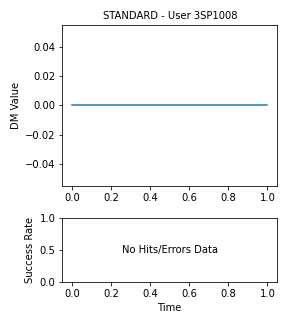 STANDARD - User 3SP1008
DM Value
0.04
0.02
0.00
−0.02
−0.04
0.0 0.2 0.4 0.6 0.8 1.0
Success Rate
1.0
0.5
0.0
No Hits/Errors Data
0.0 0.2 0.4 0.6 0.8 1.0
Time